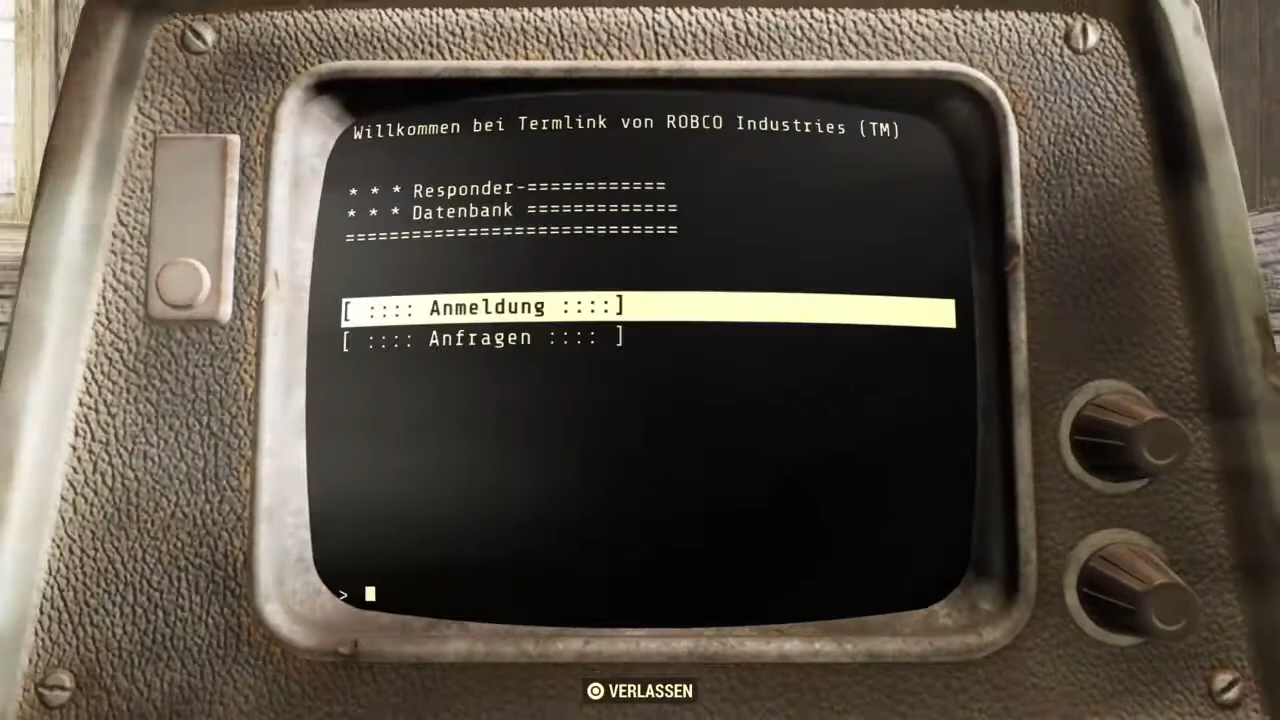 Willkommen bei Termlink von ROBCO Industries (TM)
* * * Responder-============
* * * Datenbank =============
==============================
[ :::: Anmeldung ::::]
[ :::: Anfragen :::: ]
>
VERLASSEN